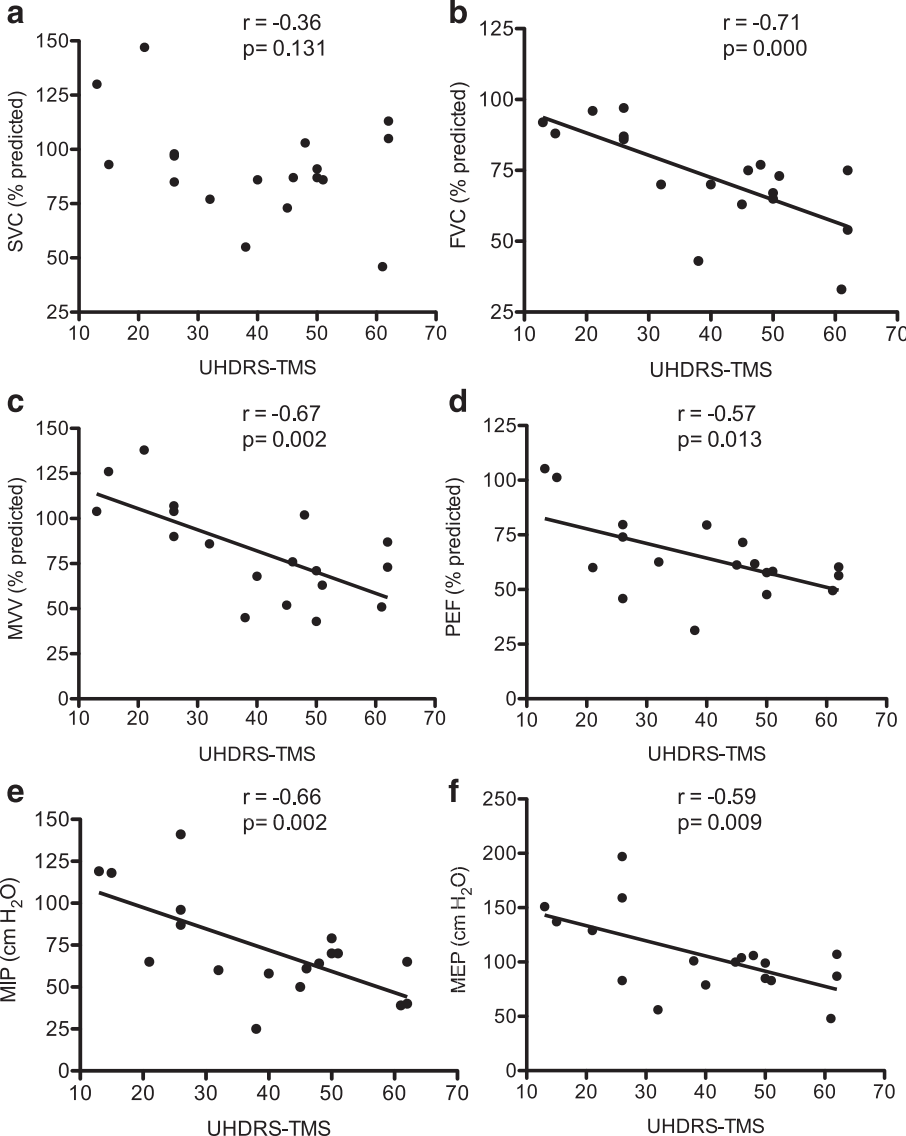 a
r = -0.36
p= 0.131
150
125
100
75
50
25
SVC (% predicted)
10 20 30 40 50 60 70
UHDRS-TMS
b
r = -0.71
p= 0.000
125
100
75
50
25
FVC (% predicted)
10 20 30 40 50 60 70
UHDRS-TMS
c
r = -0.67
p= 0.002
150
125
100
75
50
25
0
MVV (% predicted)
10 20 30 40 50 60 70
UHDRS-TMS
d
r = -0.57
p= 0.013
125
100
75
50
25
0
PEF (% predicted)
10 20 30 40 50 60 70
UHDRS-TMS
e
r = -0.66
p= 0.002
150
125
100
75
50
25
0
MIP (cm H₂O)
10 20 30 40 50 60 70
UHDRS-TMS
f
r = -0.59
p= 0.009
250
200
150
100
50
0
MEP (cm H₂O)
10 20 30 40 50 60 70
UHDRS-TMS